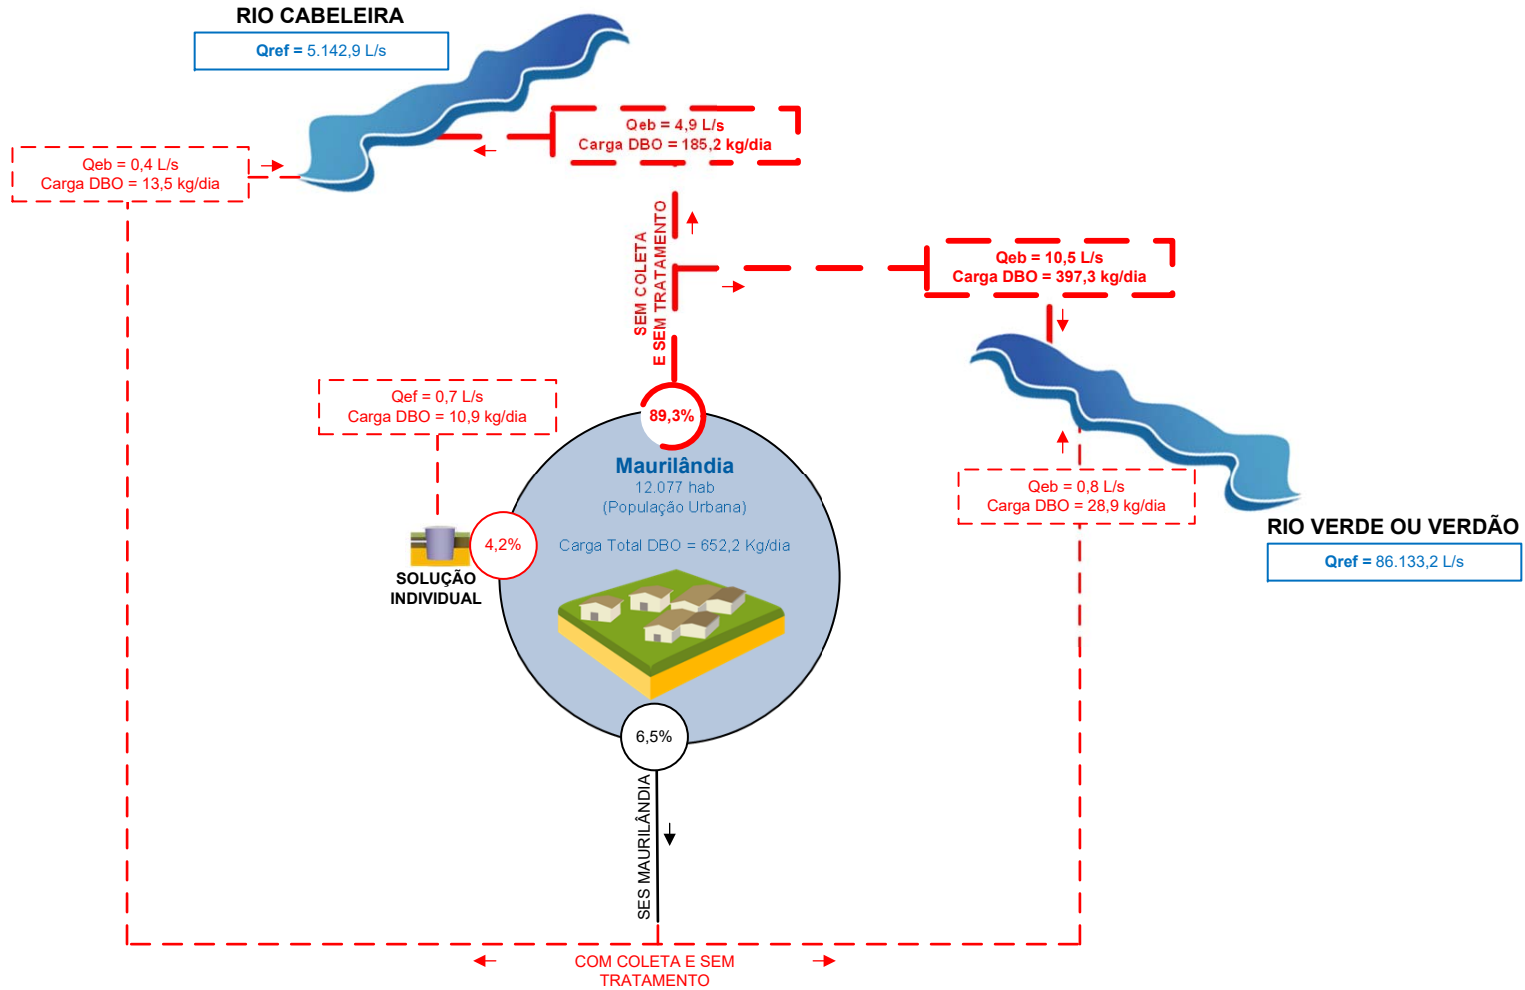 RIO CABELEIRA
Qref = 5.142,9 L/s
Qeb = 4,9 L/s
Carga DBO = 185,2 kg/dia
Qeb = 0,4 L/s
Carga DBO = 13,5 kg/dia
SEM COLETA
E SEM TRATAMENTO
Qeb = 10,5 L/s
Carga DBO = 397,3 kg/dia
Qef = 0,7 L/s
Carga DBO = 10,9 kg/dia
89,3%
Maurilândia
12.077 hab
(População Urbana)
Carga Total DBO = 652,2 Kg/dia
4,2%
SOLUÇÃO
INDIVIDUAL
Qeb = 0,8 L/s
Carga DBO = 28,9 kg/dia
RIO VERDE OU VERDÃO
Qref = 86.133,2 L/s
6,5%
SES MAURILÂNDIA
COM COLETA E SEM
TRATAMENTO